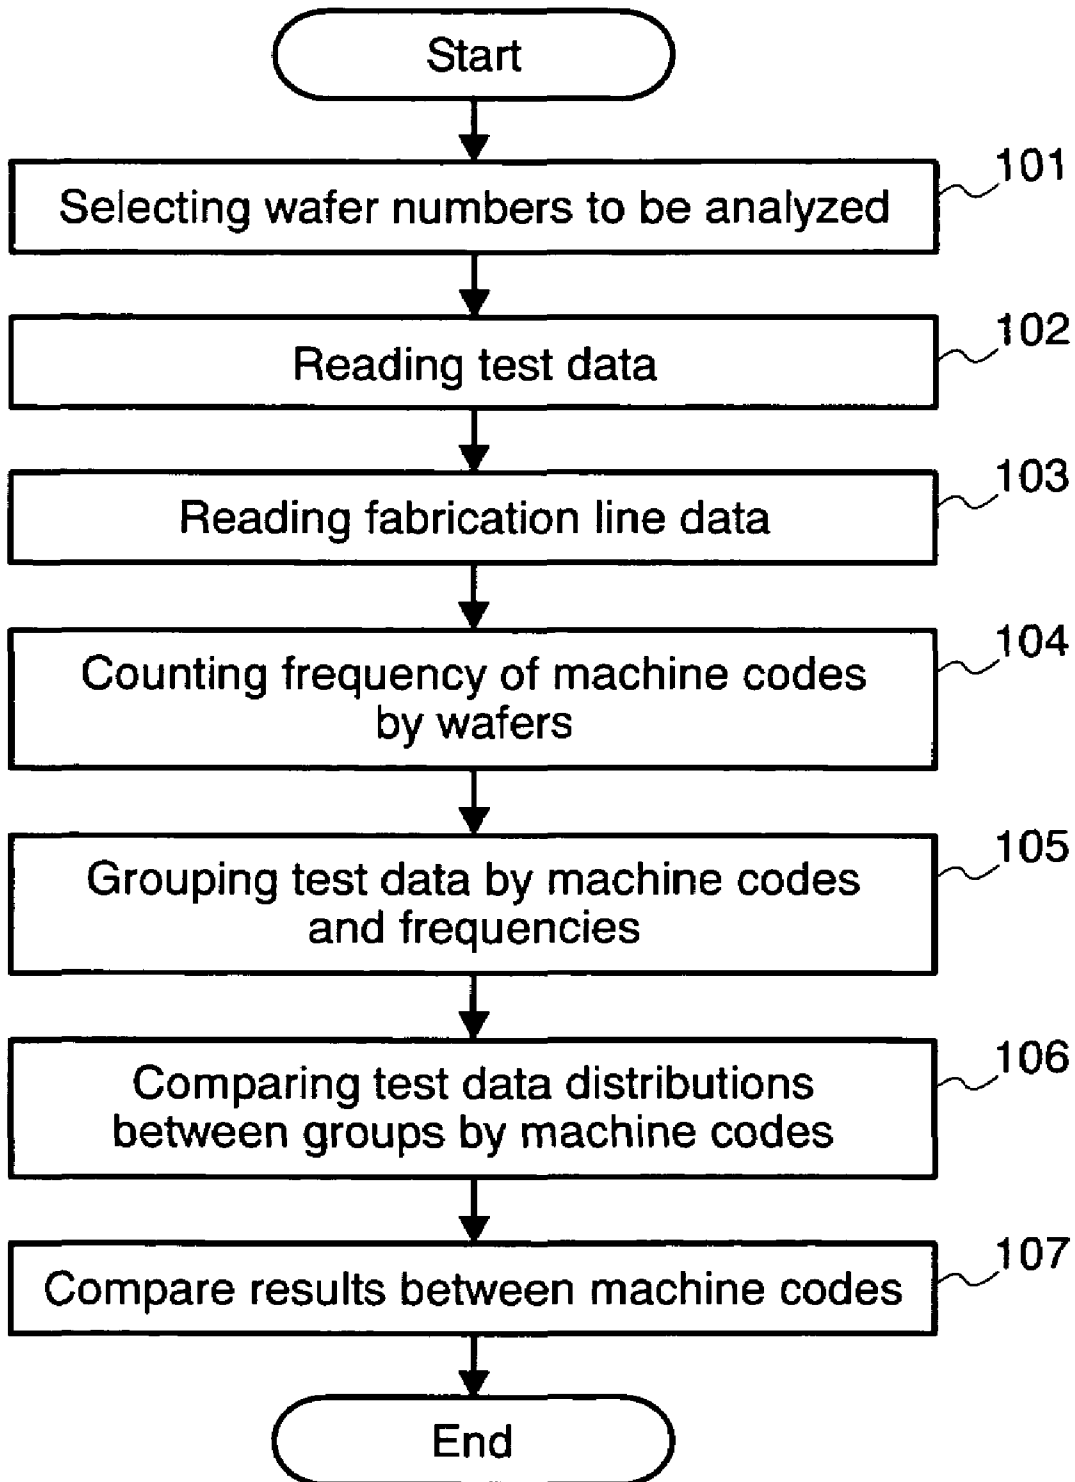 Start
101
Selecting wafer numbers to be analyzed
102
Reading test data
103
Reading fabrication line data
104
Counting frequency of machine codes
by wafers
105
Grouping test data by machine codes
and frequencies
106
Comparing test data distributions
between groups by machine codes
107
Compare results between machine codes
End